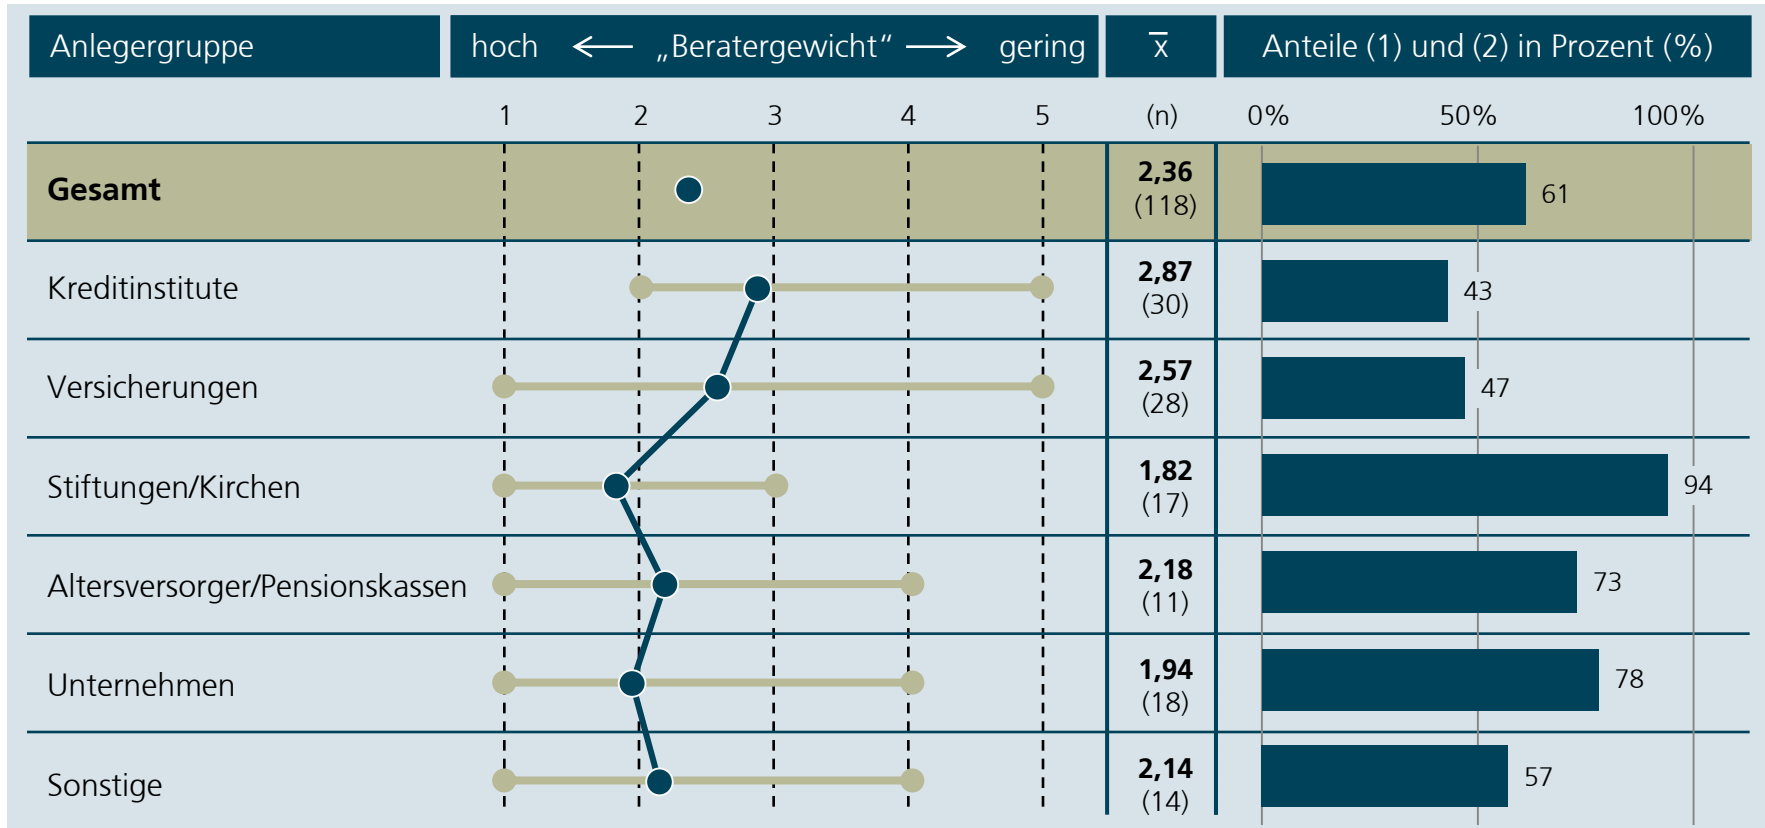 Anlegergruppe
hoch ← „Beratergewicht“ → gering
x̅
Anteile (1) und (2) in Prozent (%)
1 2 3 4 5 (n) 0% 50% 100%
Gesamt 2,36 61
(118)
Kreditinstitute 2,87 43
(30)
Versicherungen 2,57 47
(28)
Stiftungen/Kirchen 1,82 94
(17)
Altersversorger/Pensionskassen 2,18 73
(11)
Unternehmen 1,94 78
(18)
Sonstige 2,14 57
(14)